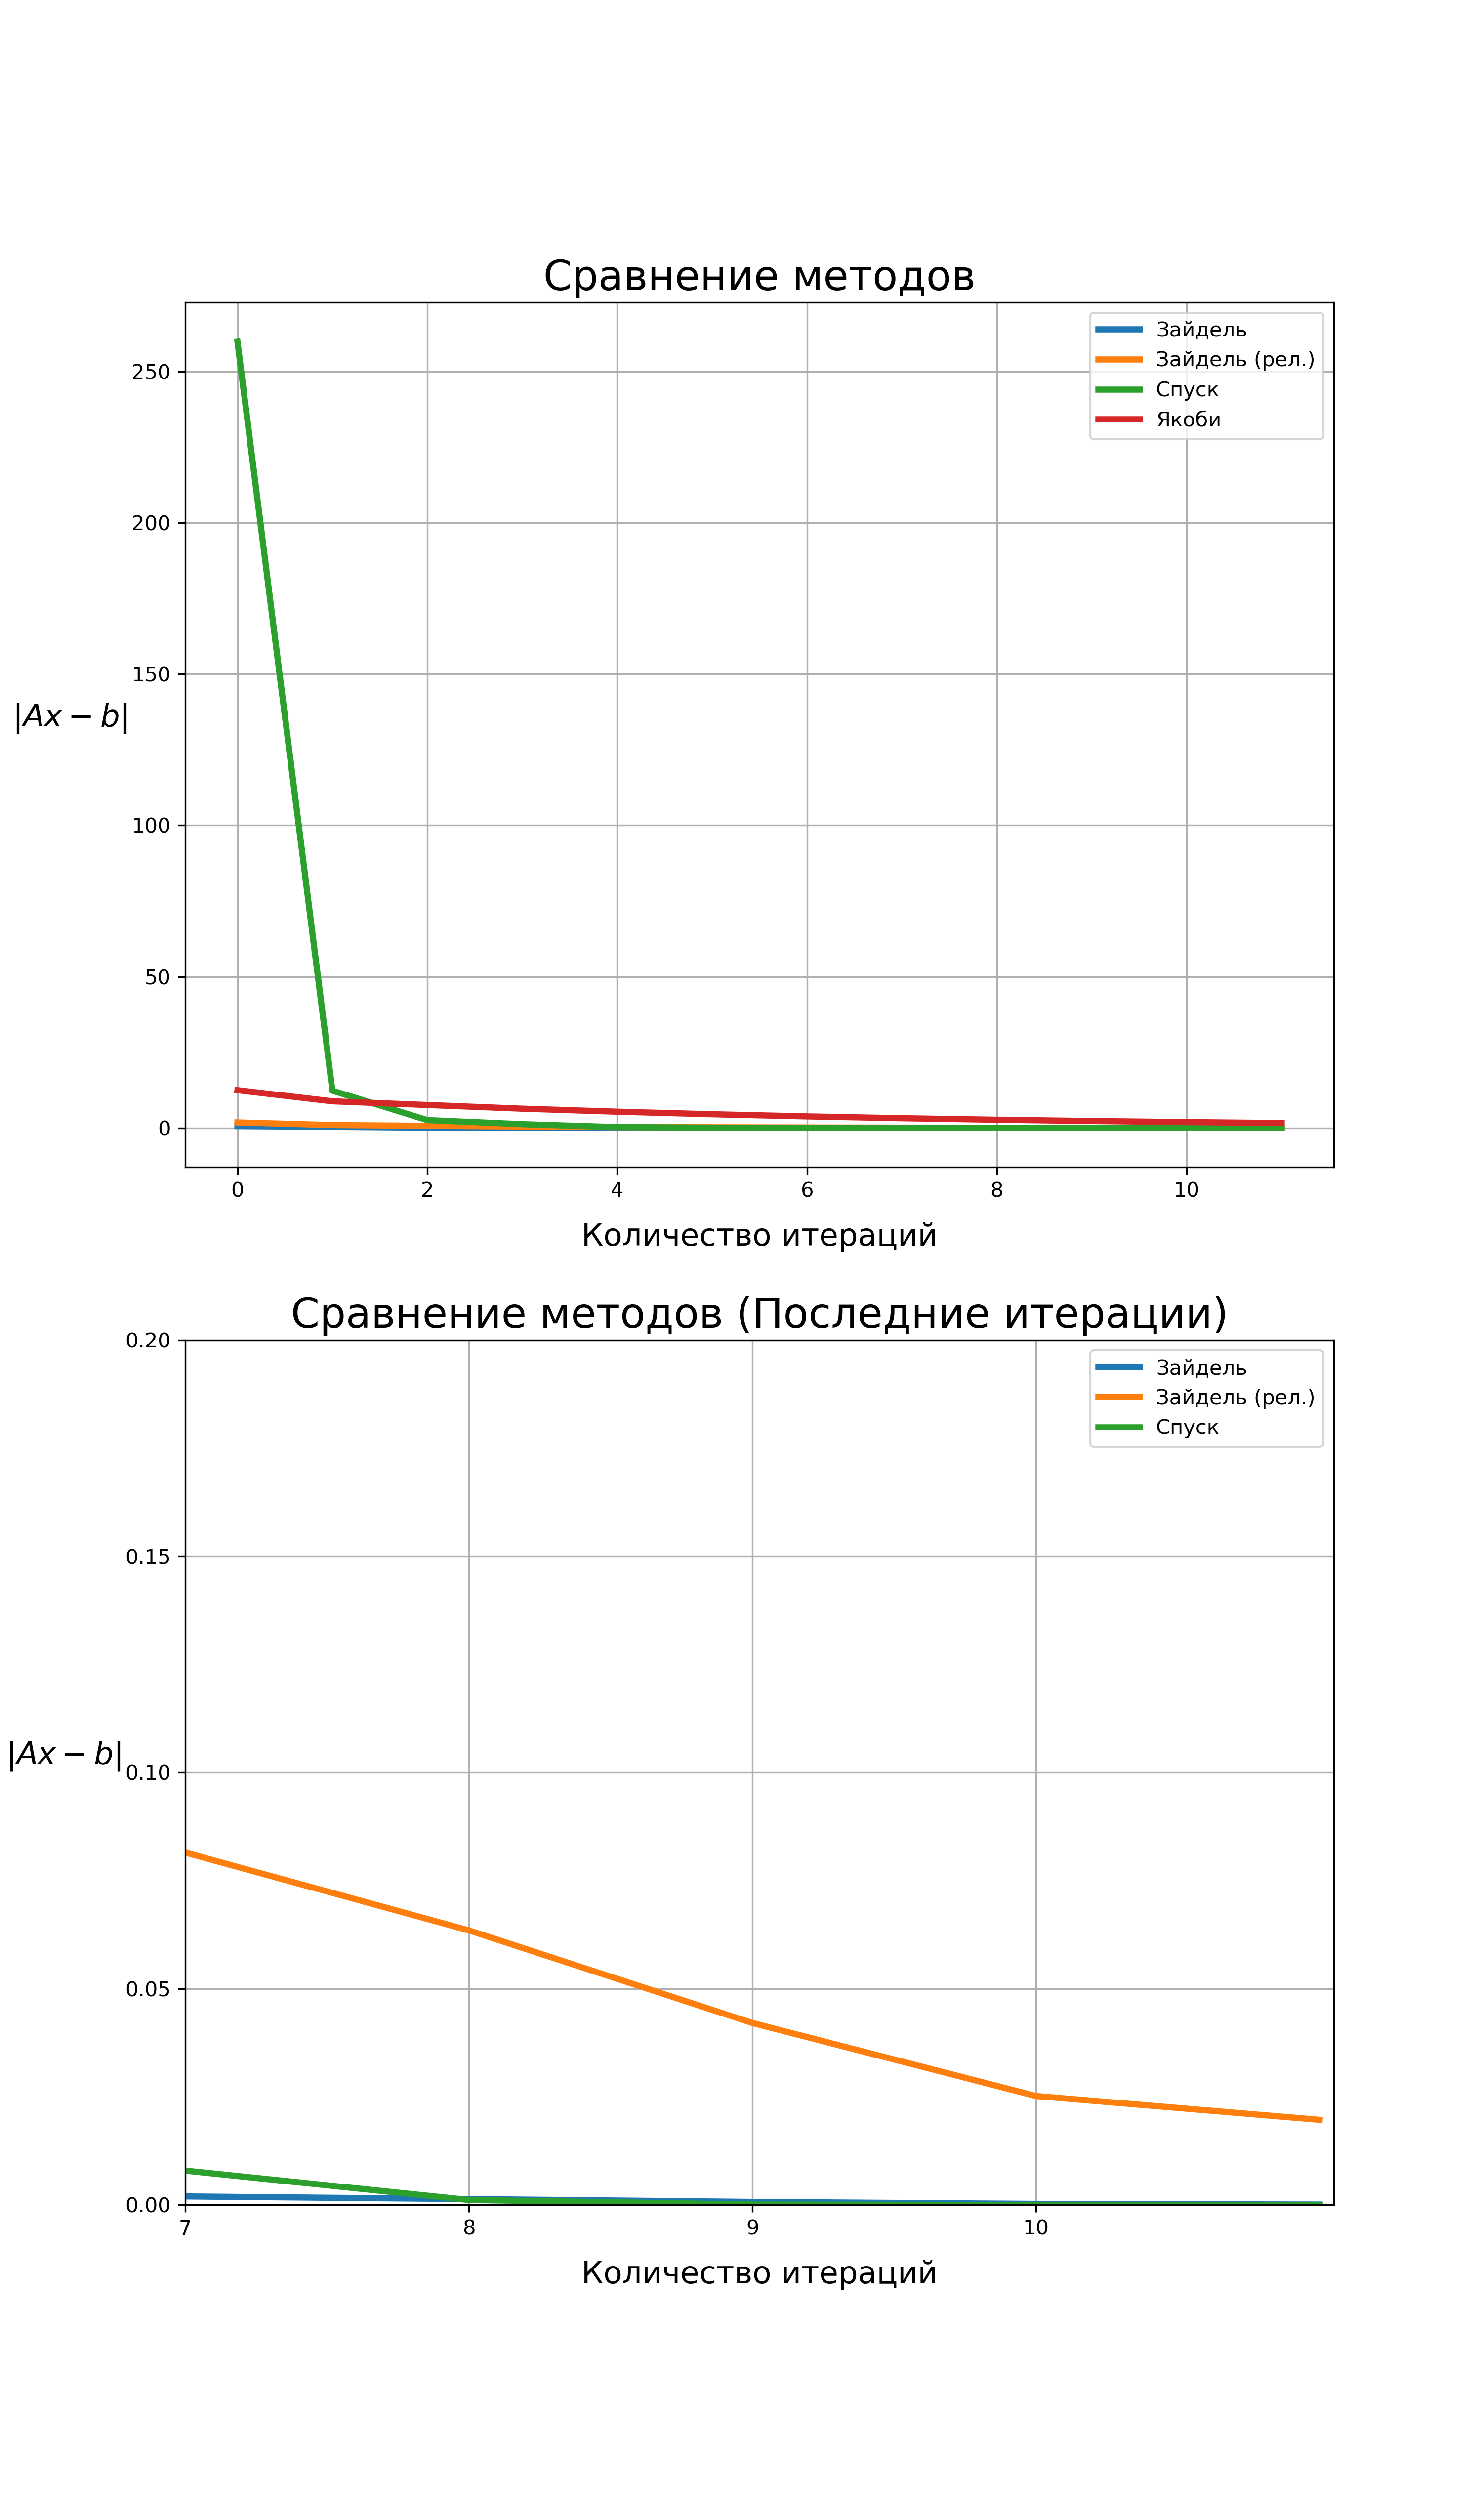 Сравнение методов
Зайдель
Зайдель (рел.)
Спуск
Якоби
250
200
150
100
50
0
|Ax − b|
0 2 4 6 8 10
Количество итераций
Сравнение методов (Последние итерации)
Зайдель
Зайдель (рел.)
Спуск
0.20
0.15
0.10
0.05
0.00
|Ax − b|
7 8 9 10
Количество итераций